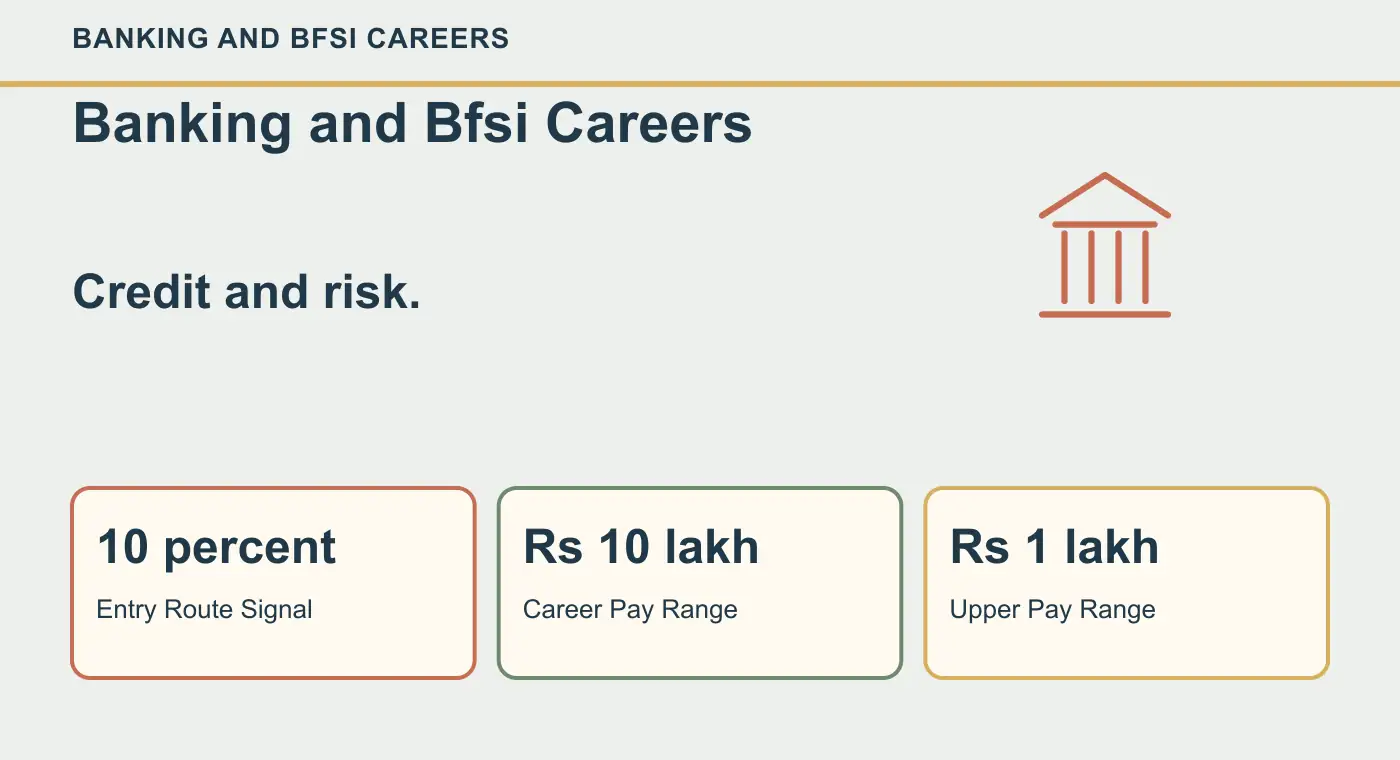 BANKING AND BFSI CAREERS
Banking and Bfsi Careers
Credit and risk.
10 percent
Entry Route Signal
Rs 10 lakh
Career Pay Range
Rs 1 lakh
Upper Pay Range